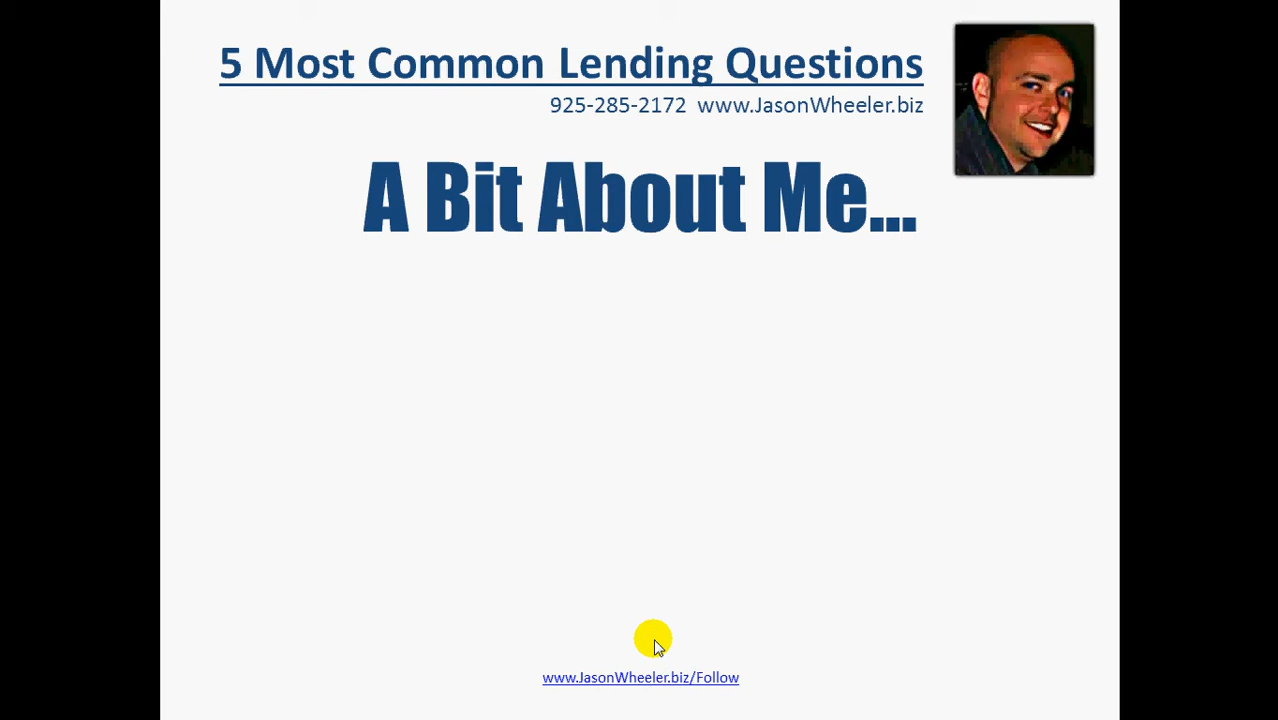 5 Most Common Lending Questions
925-285-2172 www.JasonWheeler.biz
A Bit About Me...
www.JasonWheeler.biz/Follow